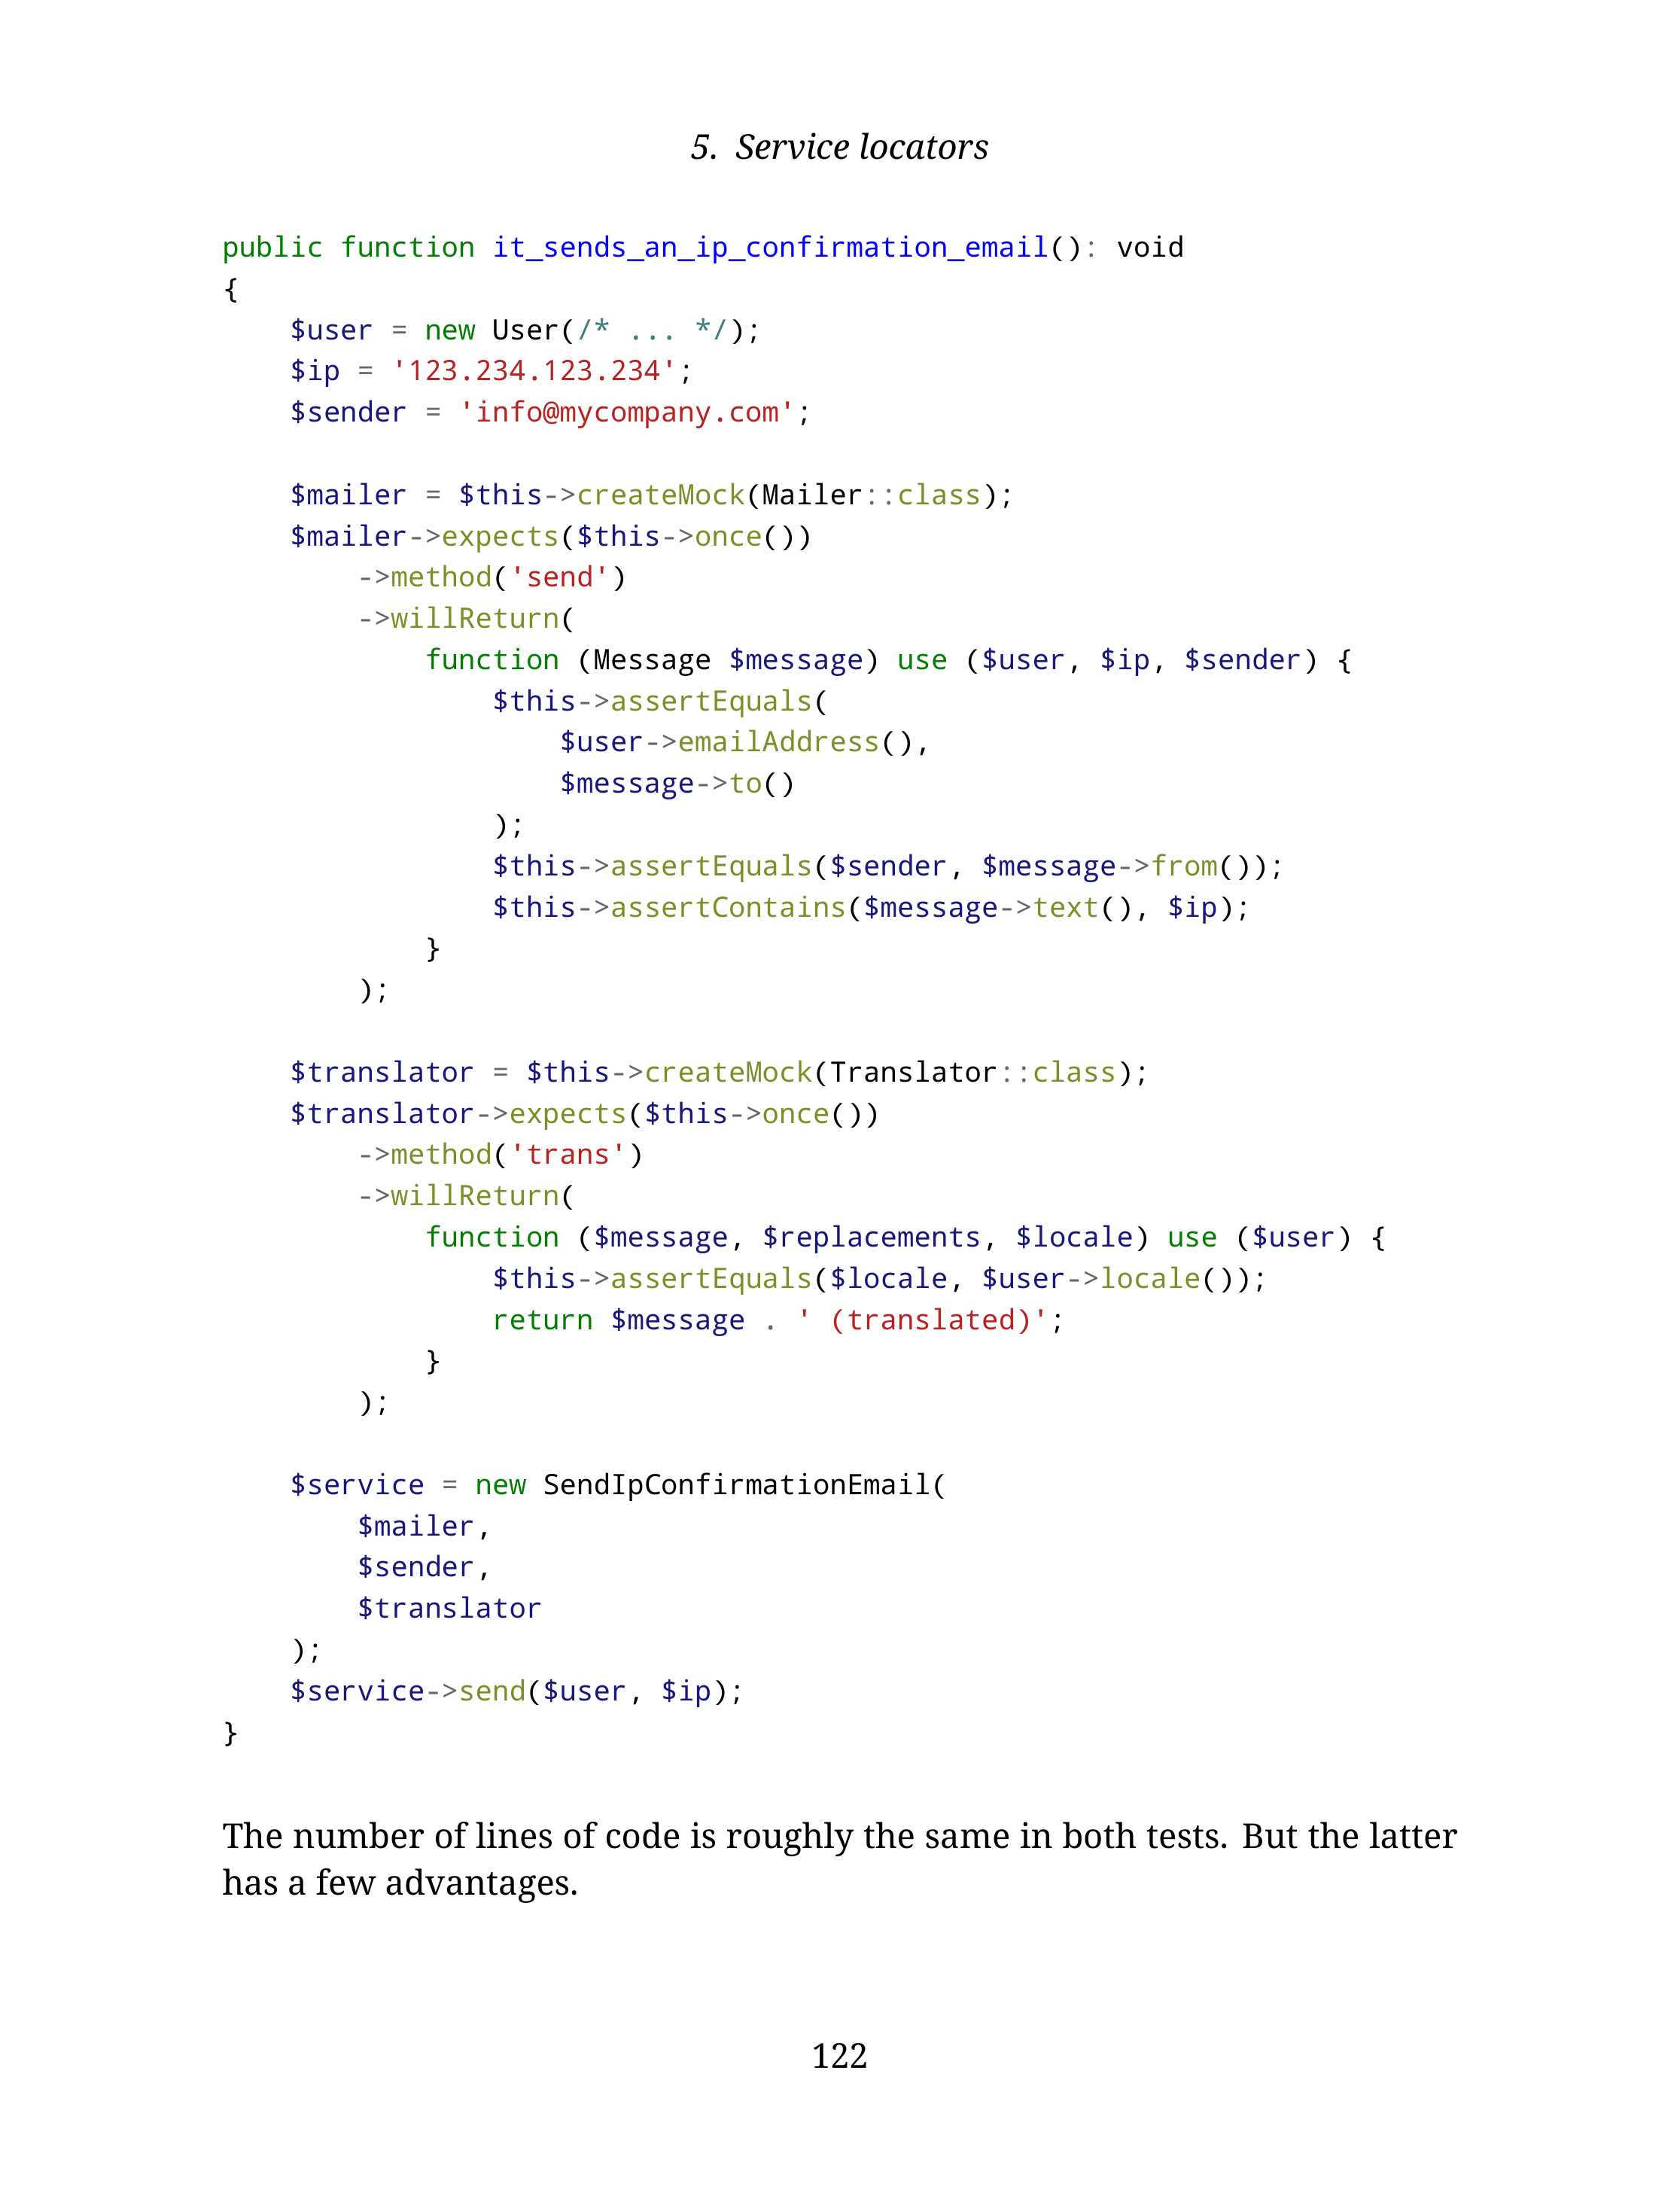 5. Service locators
public function it_sends_an_ip_confirmation_email(): void
{
    $user = new User(/* ... */);
    $ip = '123.234.123.234';
    $sender = 'info@mycompany.com';

    $mailer = $this->createMock(Mailer::class);
    $mailer->expects($this->once())
        ->method('send')
        ->willReturn(
            function (Message $message) use ($user, $ip, $sender) {
                $this->assertEquals(
                    $user->emailAddress(),
                    $message->to()
                );
                $this->assertEquals($sender, $message->from());
                $this->assertContains($message->text(), $ip);
            }
        );

    $translator = $this->createMock(Translator::class);
    $translator->expects($this->once())
        ->method('trans')
        ->willReturn(
            function ($message, $replacements, $locale) use ($user) {
                $this->assertEquals($locale, $user->locale());
                return $message . ' (translated)';
            }
        );

    $service = new SendIpConfirmationEmail(
        $mailer,
        $sender,
        $translator
    );
    $service->send($user, $ip);
}
The number of lines of code is roughly the same in both tests. But the latter
has a few advantages.
122